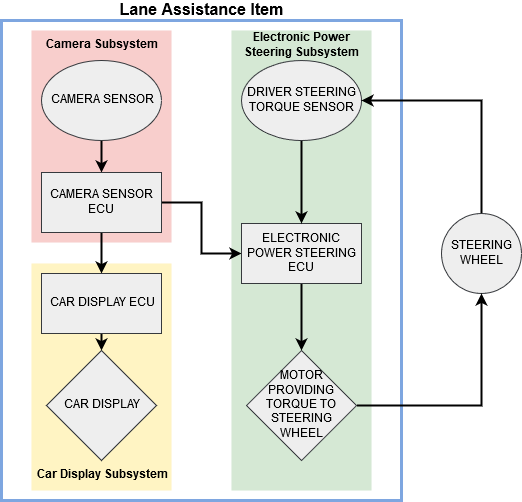 Lane Assistance Item
Camera Subsystem
CAMERA SENSOR
CAMERA SENSOR
ECU
CAR DISPLAY ECU
CAR DISPLAY
Car Display Subsystem
Electronic Power
Steering Subsystem
DRIVER STEERING
TORQUE SENSOR
ELECTRONIC
POWER STEERING
ECU
MOTOR
PROVIDING
TORQUE TO
STEERING
WHEEL
STEERING
WHEEL